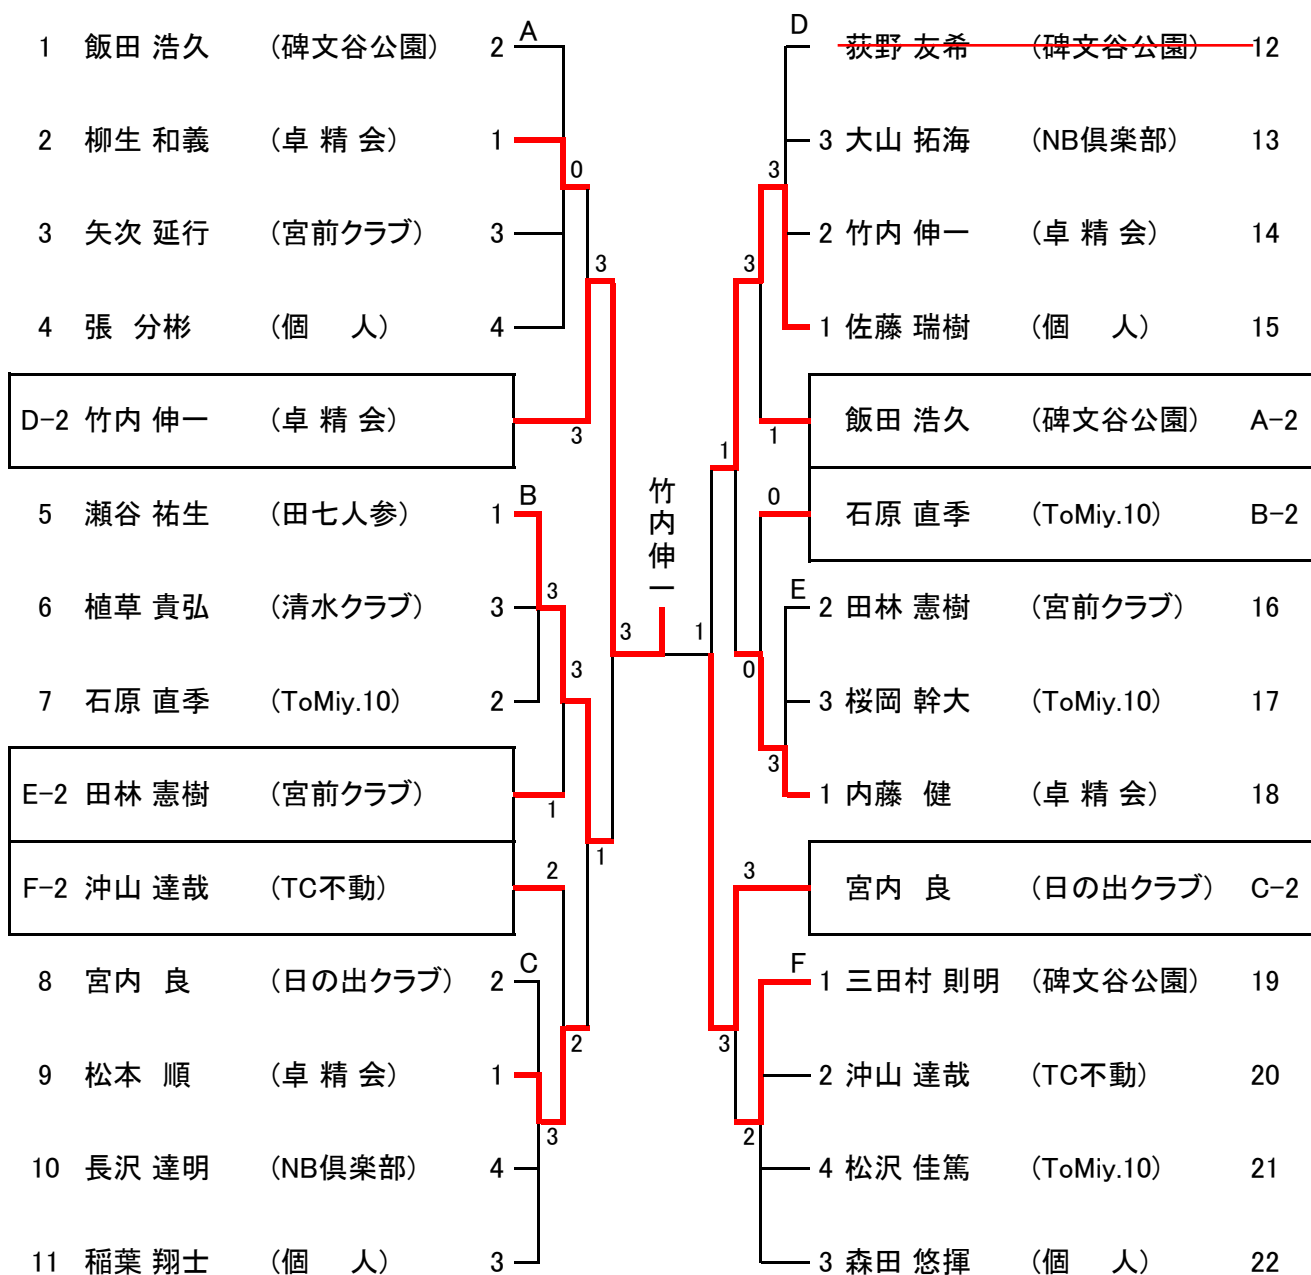 1 飯田 浩久 (碑文谷公園) 2 A
2 柳生 和義 (卓 精 会) 1
0
3 矢次 延行 (宮前クラブ) 3
3
4 張 分彬 (個 人) 4
D-2 竹内 伸一 (卓 精 会)
3
5 瀬谷 祐生 (田七人参) 1 B
3
6 植草 貴弘 (清水クラブ) 3
3
7 石原 直季 (ToMiy.10) 2
E-2 田林 憲樹 (宮前クラブ)
1
1
F-2 沖山 達哉 (TC不動)
2
8 宮内 良 (日の出クラブ) 2 C
2
9 松本 順 (卓 精 会) 1
3
10 長沢 達明 (NB倶楽部) 4
11 稲葉 翔士 (個 人) 3
竹内伸一
3 1
D
荻野 友希 (碑文谷公園) 12
3 大山 拓海 (NB倶楽部) 13
3
2 竹内 伸一 (卓 精 会) 14
3
1 佐藤 瑞樹 (個 人) 15
飯田 浩久 (碑文谷公園) A-2
1
1
0
石原 直季 (ToMiy.10) B-2
E
2 田林 憲樹 (宮前クラブ) 16
0
3 桜岡 幹大 (ToMiy.10) 17
3
1 内藤 健 (卓 精 会) 18
3
宮内 良 (日の出クラブ) C-2
F
1 三田村 則明 (碑文谷公園) 19
3
2 沖山 達哉 (TC不動) 20
2
4 松沢 佳篤 (ToMiy.10) 21
3 森田 悠揮 (個 人) 22